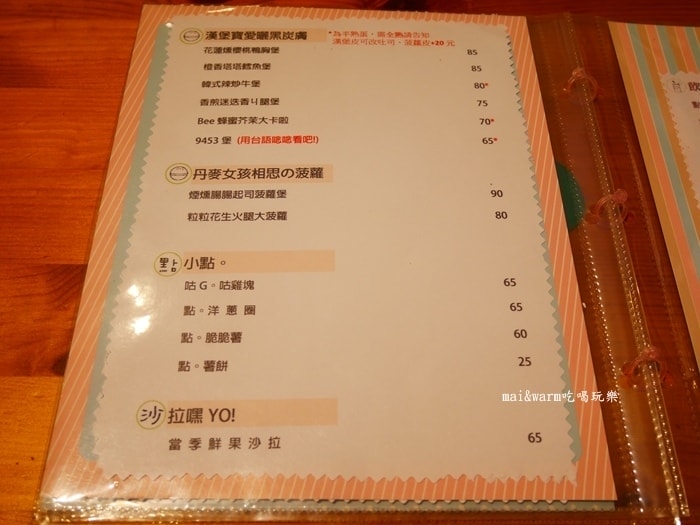 漢堡寶愛曬黑炭膚
*為半熟蛋，需全熟請告知
漢堡皮可改吐司、菠蘿皮+20 元
花蓮燻櫻桃鴨胸堡 85
橙香塔塔鱈魚堡 85
韓式辣炒牛堡 80*
香煎迷迭香ㄐ腿堡 75
Bee 蜂蜜芥茉大卡啦 70*
9453 堡 (用台語唸唸看吧!) 65*
丹麥女孩相思の菠蘿
煙燻腸腸起司菠蘿堡 90
粒粒花生火腿大菠蘿 80
點 小點。
咕 G。咕雞塊 65
點。洋 蔥 圈 65
點。脆脆薯 60
點。薯餅 25
沙 拉嘿 YO!
當 季 鮮 果 沙 拉 65
飲
mai&warm吃喝玩樂